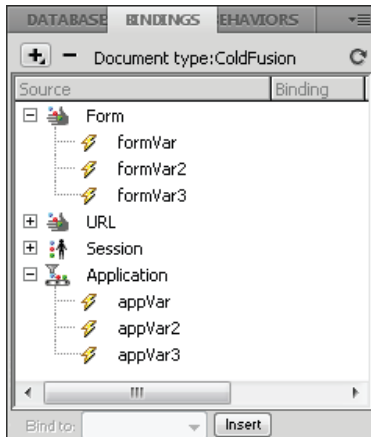 DATABASE BINDINGS EHAVIORS
Document type:ColdFusion
Source Binding
Form
formVar
formVar2
formVar3
URL
Session
Application
appVar
appVar2
appVar3
Bind to: Insert